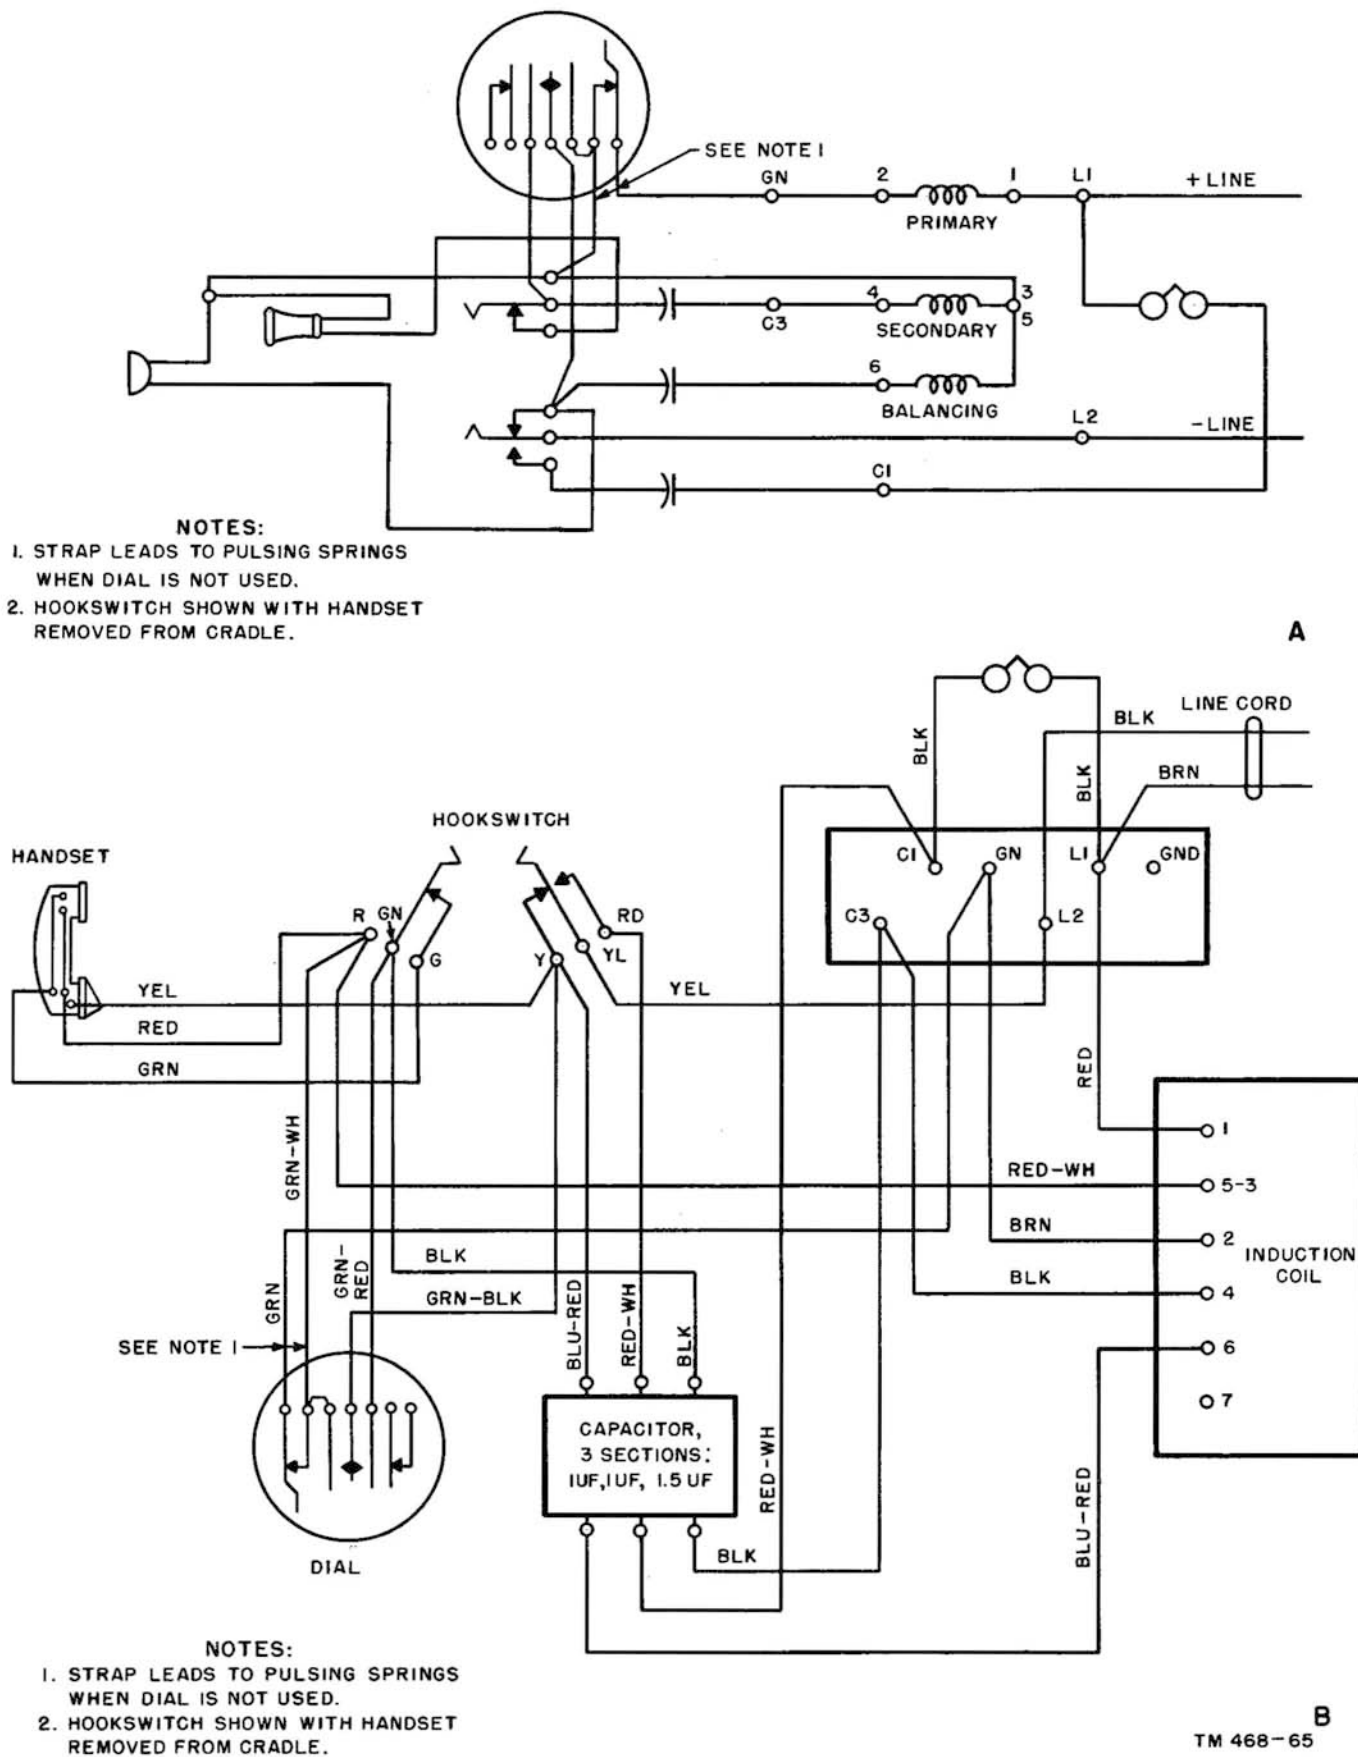 SEE NOTE 1
GN
2
1
L1
+ LINE
PRIMARY
C3
4
3
5
SECONDARY
6
BALANCING
L2
- LINE
C1
NOTES:
1. STRAP LEADS TO PULSING SPRINGS
WHEN DIAL IS NOT USED.
2. HOOKSWITCH SHOWN WITH HANDSET
REMOVED FROM CRADLE.
A
LINE CORD
BLK
BLK
BLK
BRN
HOOKSWITCH
HANDSET
C1
GN
L1
GND
R
GN
G
Y
YL
RD
C3
L2
YEL
YEL
RED
GRN
RED
GRN-WH
1
RED-WH
5-3
BRN
2
INDUCTION
COIL
BLK
4
6
7
GRN
GRN-
RED
BLK
GRN-BLK
BLU-RED
RED-WH
BLK
SEE NOTE 1
CAPACITOR,
3 SECTIONS:
1UF,1UF, 1.5 UF
RED-WH
BLU-RED
BLK
DIAL
NOTES:
1. STRAP LEADS TO PULSING SPRINGS
WHEN DIAL IS NOT USED.
2. HOOKSWITCH SHOWN WITH HANDSET
REMOVED FROM CRADLE.
B
TM 468-65